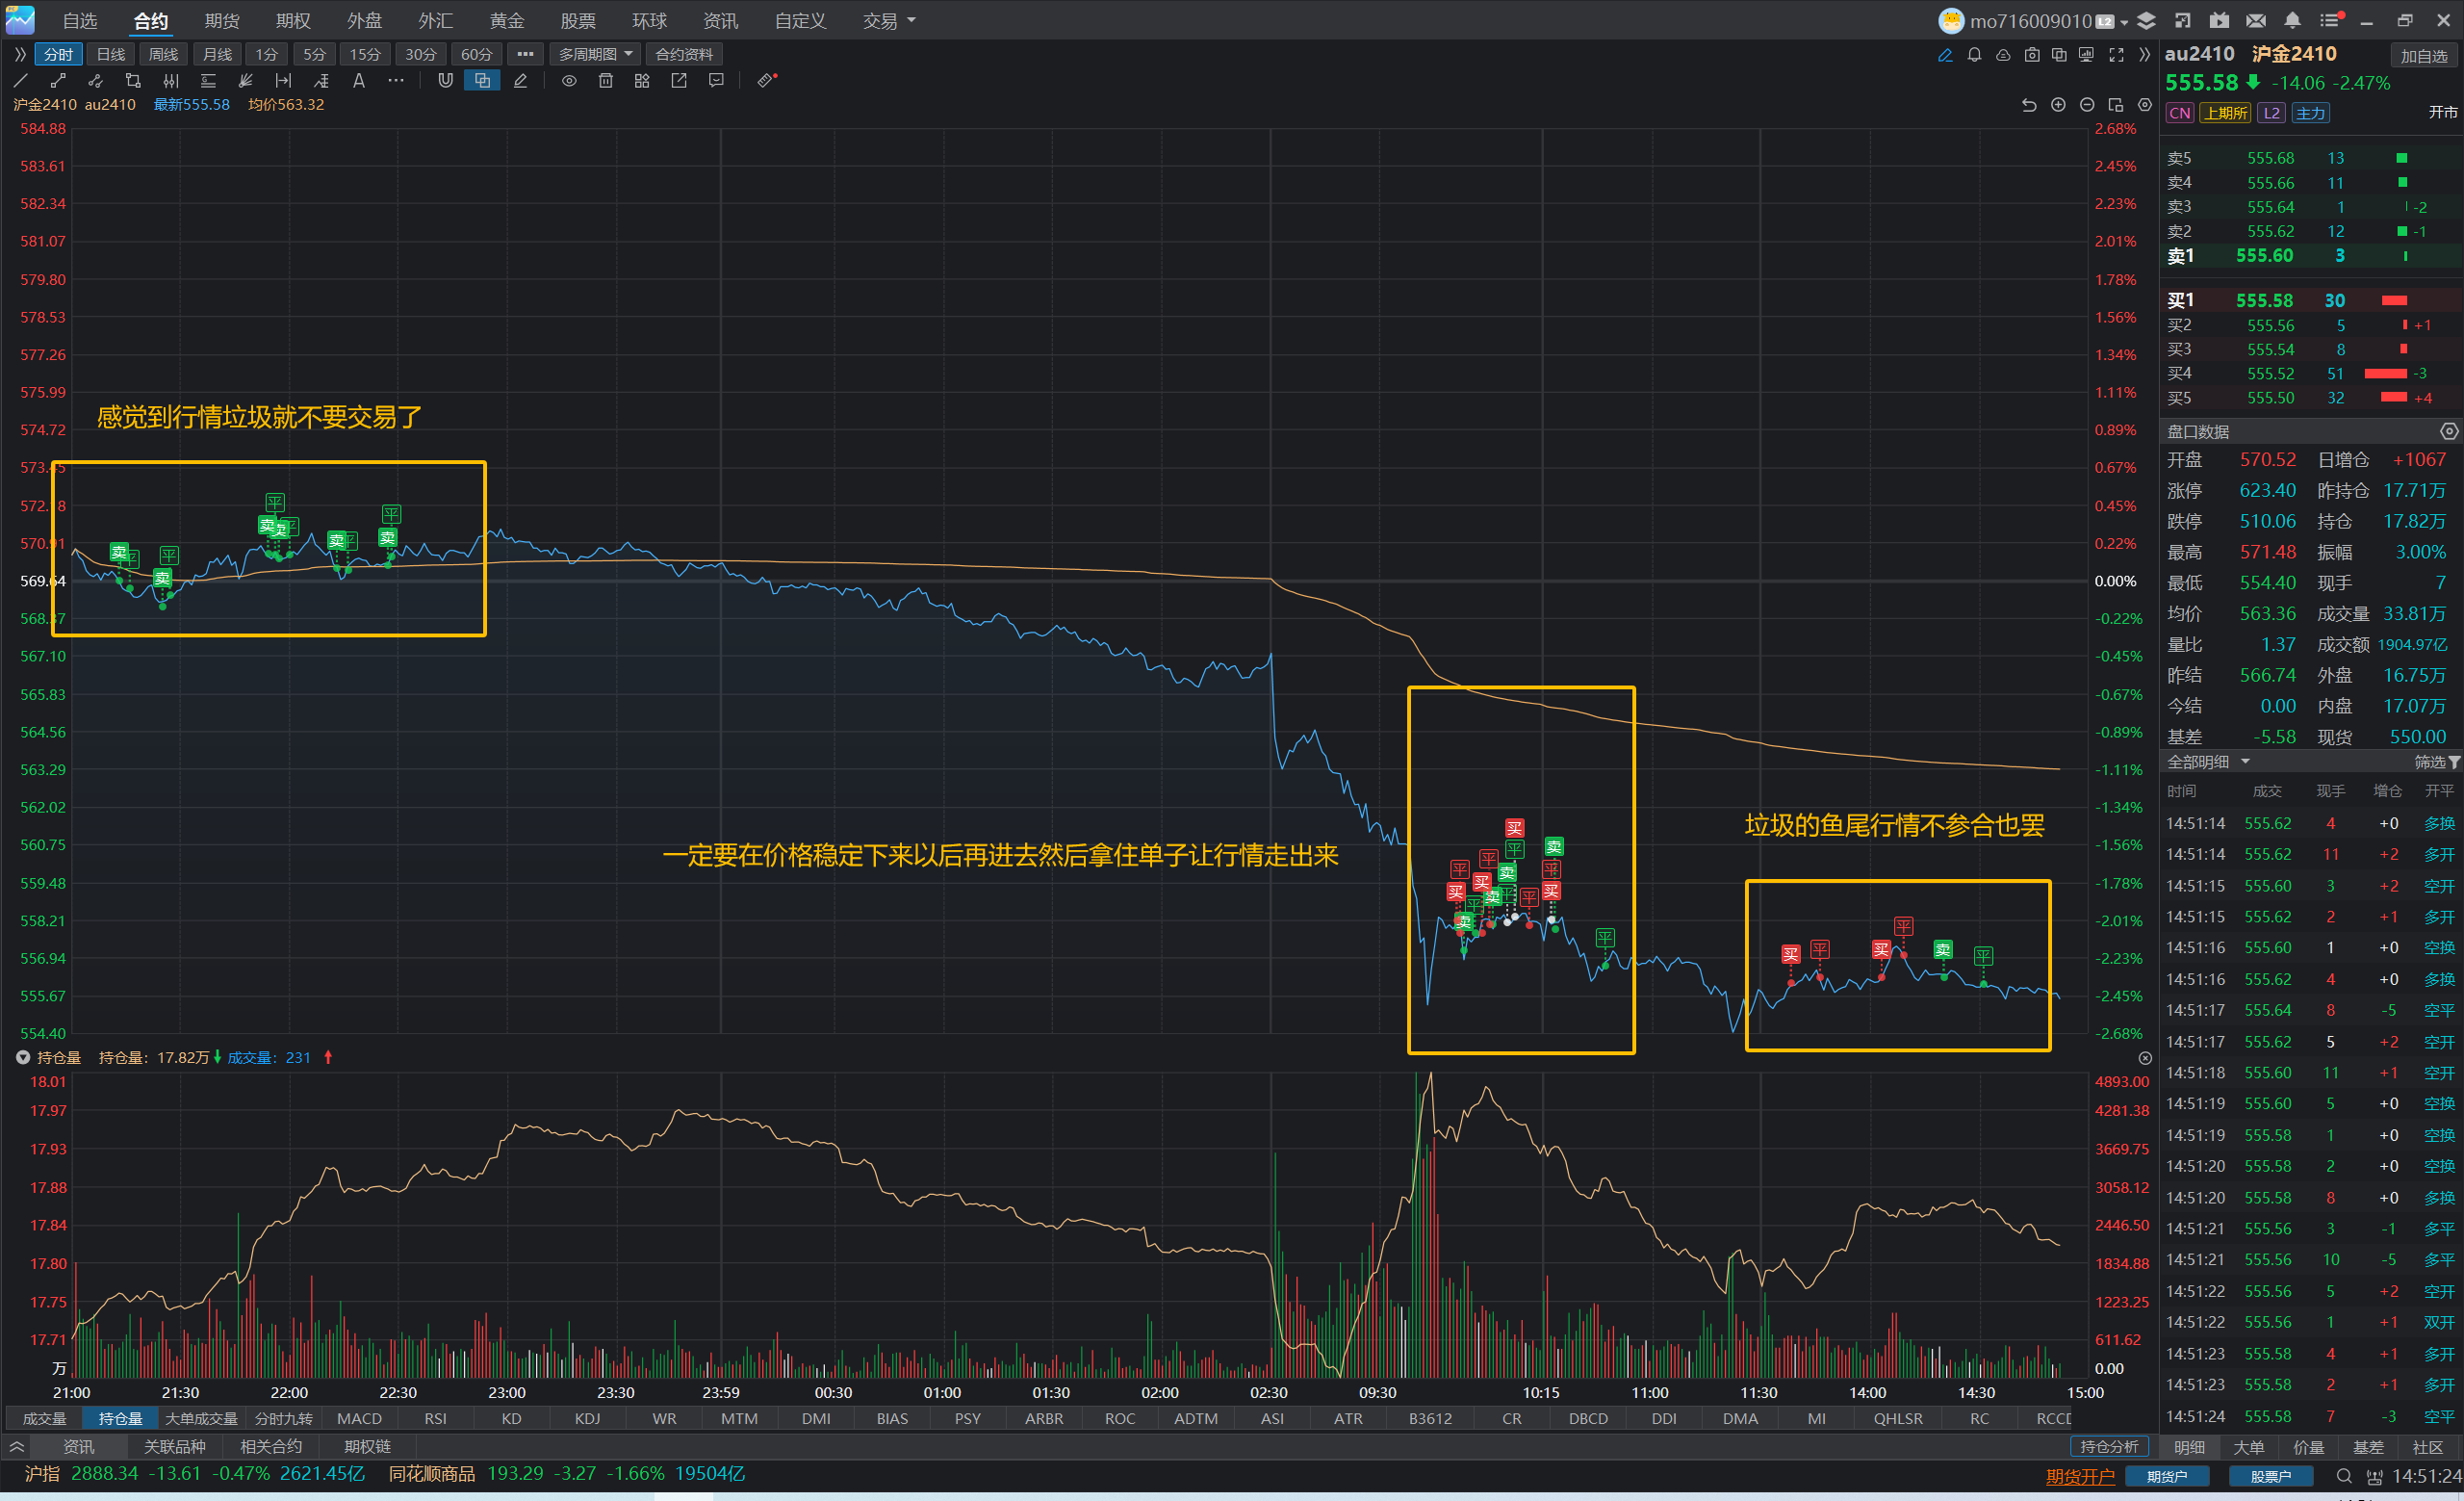 自选 合约 期货 期权 外盘 外汇 黄金 股票 环球 资讯 自定义 交易
mo716009010 L2
分时 日线 周线 月线 1分 5分 15分 30分 60分 ••• 多周期图 合约资料
沪金2410 au2410 最新555.58 均价563.32
584.88 2.68%
583.61 2.45%
582.34 2.23%
581.07 2.01%
579.80 1.78%
578.53 1.56%
577.26 1.34%
575.99 1.11%
574.72 0.89%
573.45 0.67%
572.18 0.45%
570.91 0.22%
569.64 0.00%
568.37 -0.22%
567.10 -0.45%
565.83 -0.67%
564.56 -0.89%
563.29 -1.11%
562.02 -1.34%
560.75 -1.56%
559.48 -1.78%
558.21 -2.01%
556.94 -2.23%
555.67 -2.45%
554.40 -2.68%
感觉到行情垃圾就不要交易了
卖 平 卖 平 卖 平 卖 平 卖 平 卖 平
一定要在价格稳定下来以后再进去然后拿住单子让行情走出来
买 平 卖 平 买 平 卖 平 卖 平 买 平 买 平 卖 平
垃圾的鱼尾行情不参合也罢
买 平 买 平 卖 平
持仓量 持仓量: 17.82万 成交量: 231
18.01 4893.00
17.97 4281.38
17.93 3669.75
17.88 3058.12
17.84 2446.50
17.80 1834.88
17.75 1223.25
17.71 611.62
万 0.00
21:00 21:30 22:00 22:30 23:00 23:30 23:59 00:30 01:00 01:30 02:00 02:30 09:30 10:15 11:00 11:30 14:00 14:30 15:00
成交量 持仓量 大单成交量 分时九转 MACD RSI KD KDJ WR MTM DMI BIAS PSY ARBR ROC ADTM ASI ATR B3612 CR DBCD DDI DMA MI QHLSR RC RCCD
资讯 关联品种 相关合约 期权链 持仓分析
沪指 2888.34 -13.61 -0.47% 2621.45亿 同花顺商品 193.29 -3.27 -1.66% 19504亿
期货开户 期货户 股票户 14:51:24
au2410 沪金2410 加自选
555.58 -14.06 -2.47%
CN 上期所 L2 主力 开市
卖5 555.68 13
卖4 555.66 11
卖3 555.64 1 -2
卖2 555.62 12 -1
卖1 555.60 3
买1 555.58 30
买2 555.56 5 +1
买3 555.54 8
买4 555.52 51 -3
买5 555.50 32 +4
盘口数据
开盘 570.52 日增仓 +1067
涨停 623.40 昨持仓 17.71万
跌停 510.06 持仓 17.82万
最高 571.48 振幅 3.00%
最低 554.40 现手 7
均价 563.36 成交量 33.81万
量比 1.37 成交额 1904.97亿
昨结 566.74 外盘 16.75万
今结 0.00 内盘 17.07万
基差 -5.58 现货 550.00
全部明细 筛选
时间 成交 现手 增仓 开平
14:51:14 555.62 4 +0 多换
14:51:14 555.62 11 +2 多开
14:51:15 555.60 3 +2 空开
14:51:15 555.62 2 +1 多开
14:51:16 555.60 1 +0 空换
14:51:16 555.62 4 +0 多换
14:51:17 555.64 8 -5 空平
14:51:17 555.62 5 +2 空开
14:51:18 555.60 11 +1 空开
14:51:19 555.60 5 +0 空换
14:51:19 555.58 1 +0 空换
14:51:20 555.58 2 +0 空换
14:51:20 555.58 8 +0 多换
14:51:21 555.56 3 -1 多平
14:51:21 555.56 10 -5 多平
14:51:22 555.56 5 +2 空开
14:51:22 555.56 1 +1 双开
14:51:23 555.58 4 +1 多开
14:51:23 555.58 2 +1 多开
14:51:24 555.58 7 -3 空平
明细 大单 价量 基差 社区